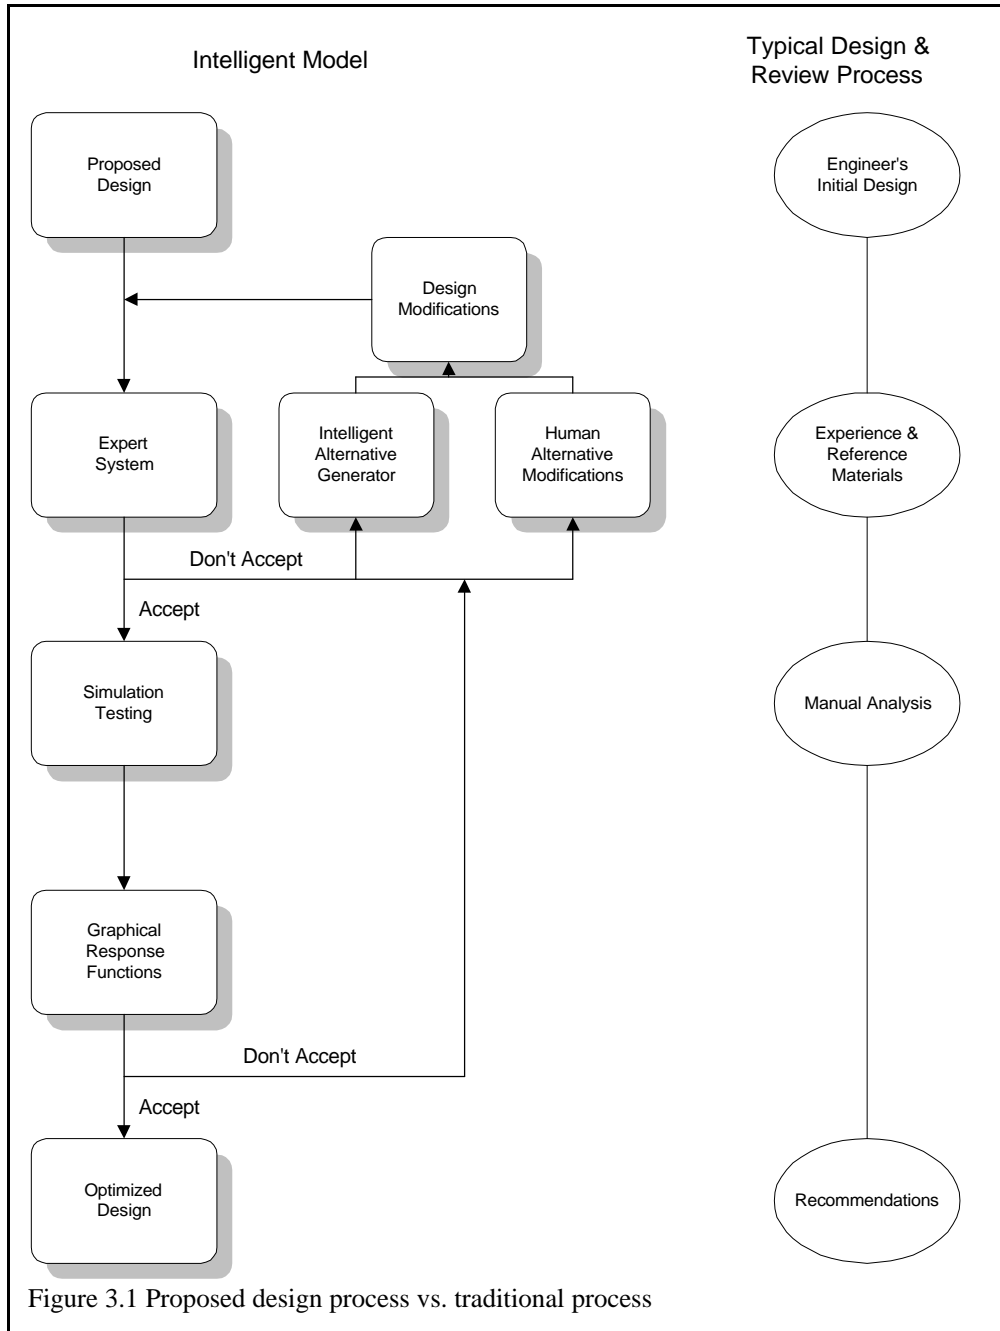 Intelligent Model
Typical Design &
Review Process
Proposed
Design
Engineer's
Initial Design
Design
Modifications
Expert
System
Intelligent
Alternative
Generator
Human
Alternative
Modifications
Experience &
Reference
Materials
Don't Accept
Accept
Simulation
Testing
Manual Analysis
Graphical
Response
Functions
Don't Accept
Accept
Optimized
Design
Recommendations
Figure 3.1 Proposed design process vs. traditional process